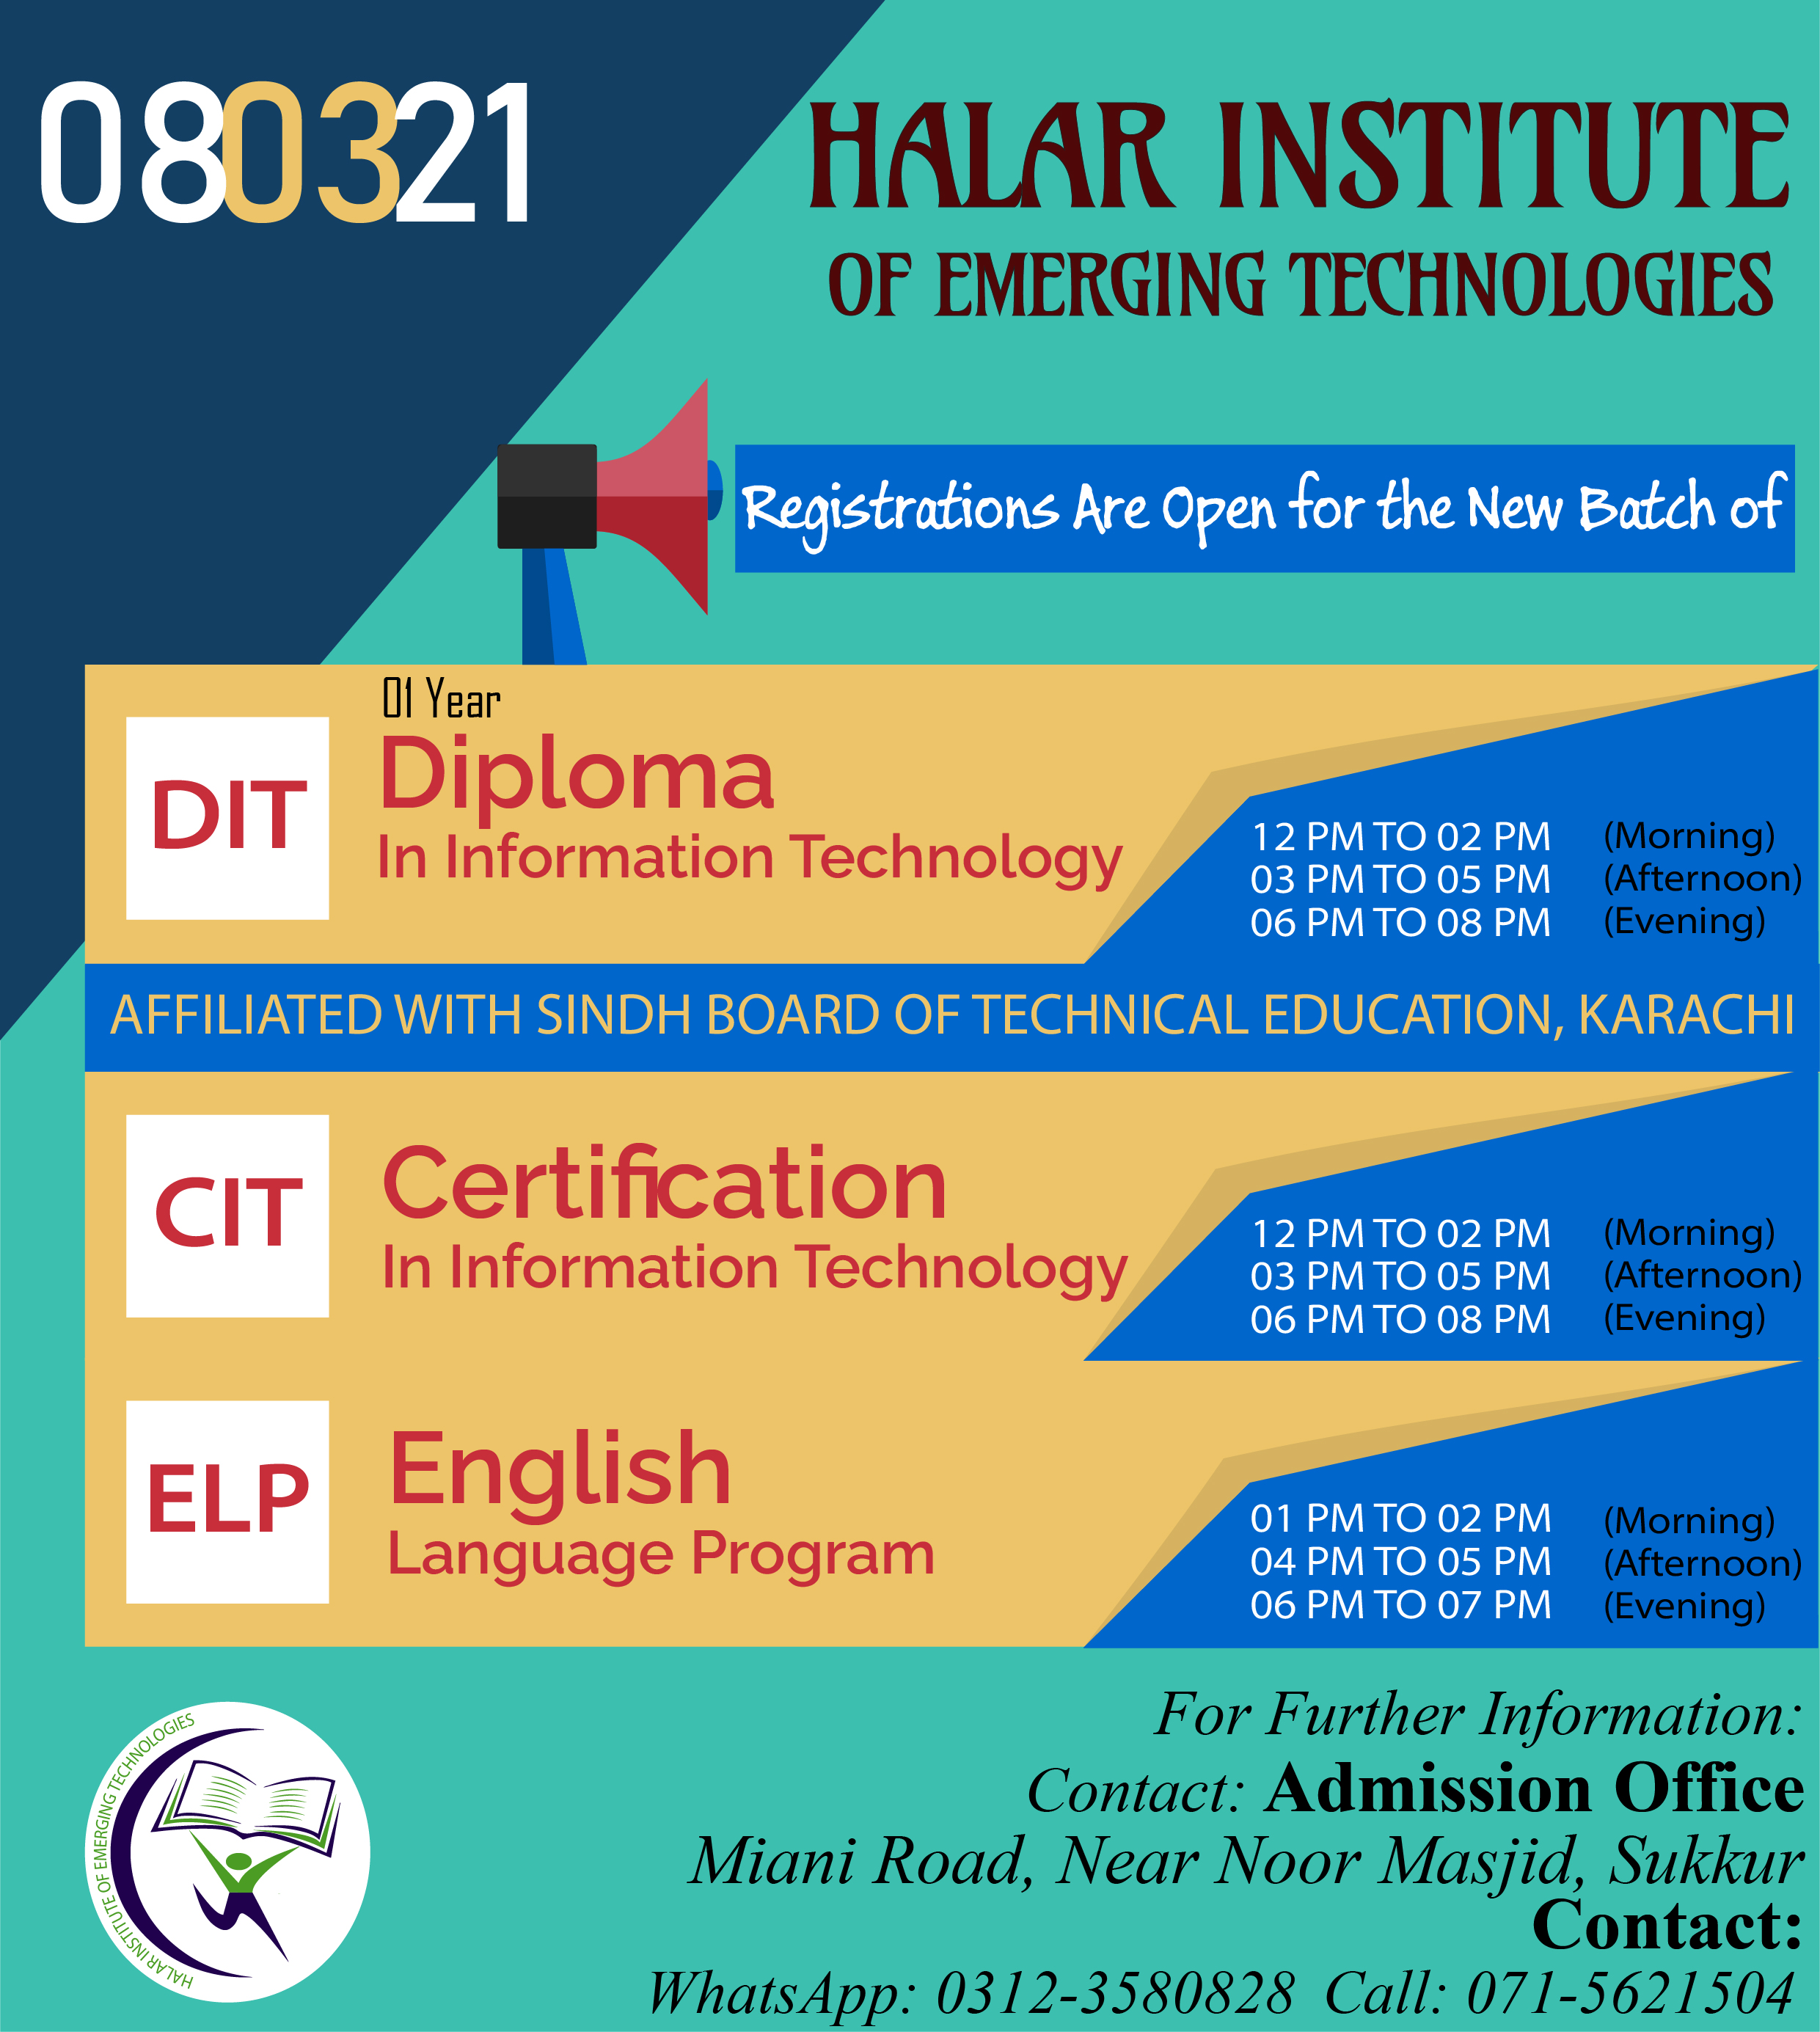 080321
HALAR INSTITUTE
OF EMERGING TECHNOLOGIES
Registrations Are Open for the New Batch of
01 Year
DIT
Diploma
In Information Technology
12 PM TO 02 PM (Morning)
03 PM TO 05 PM (Afternoon)
06 PM TO 08 PM (Evening)
AFFILIATED WITH SINDH BOARD OF TECHNICAL EDUCATION, KARACHI
CIT
Certification
In Information Technology
12 PM TO 02 PM (Morning)
03 PM TO 05 PM (Afternoon)
06 PM TO 08 PM (Evening)
ELP
English
Language Program
01 PM TO 02 PM (Morning)
04 PM TO 05 PM (Afternoon)
06 PM TO 07 PM (Evening)
HALAR INSTITUTE OF EMERGING TECHNOLOGIES
For Further Information:
Contact: Admission Office
Miani Road, Near Noor Masjid, Sukkur
Contact:
WhatsApp: 0312-3580828 Call: 071-5621504